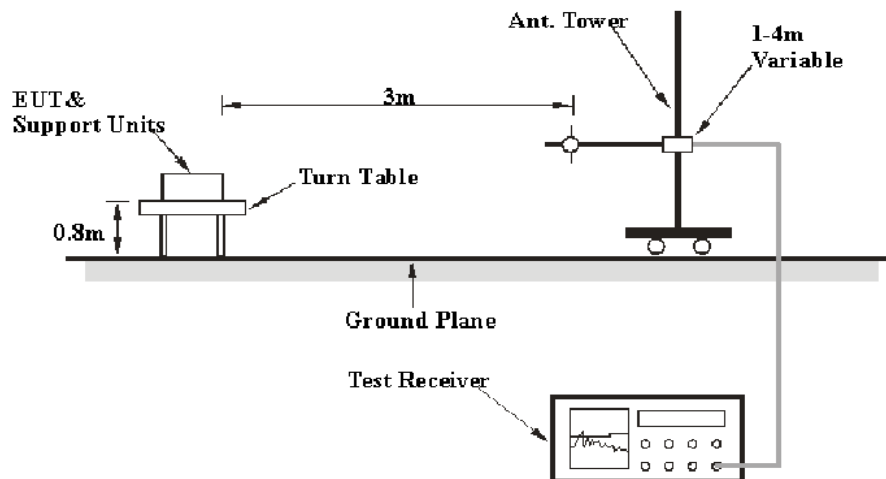 Ant. Tower
1-4m
Variable
3m
EUT&
Support Units
Turn Table
0.8m
Ground Plane
Test Receiver